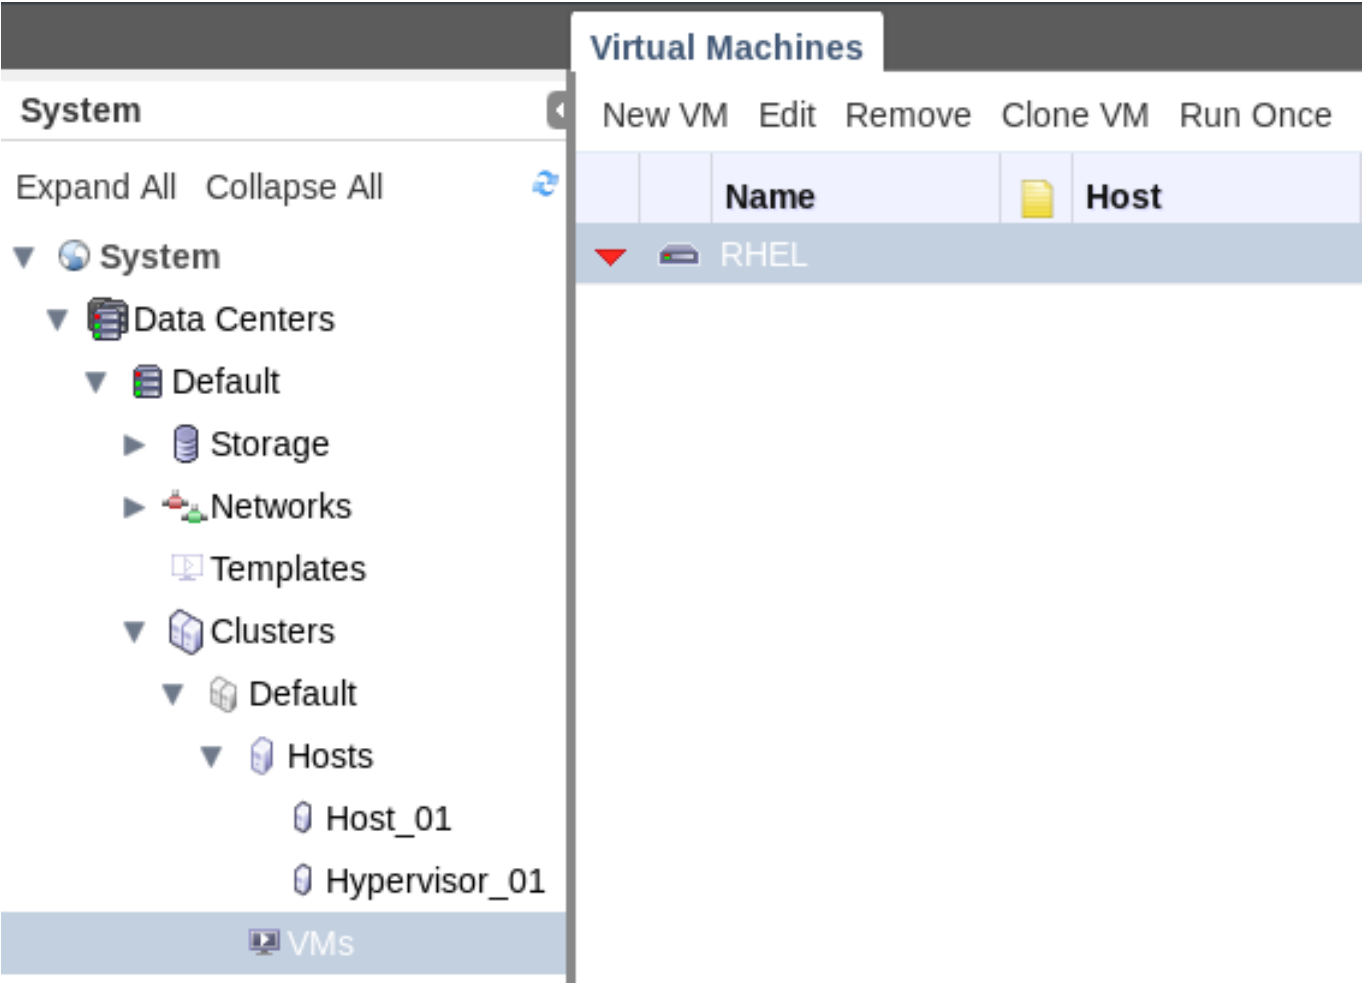 Virtual Machines
System
New VM Edit Remove Clone VM Run Once
Expand All Collapse All
Name Host
System
RHEL
Data Centers
Default
Storage
Networks
Templates
Clusters
Default
Hosts
Host_01
Hypervisor_01
VMs